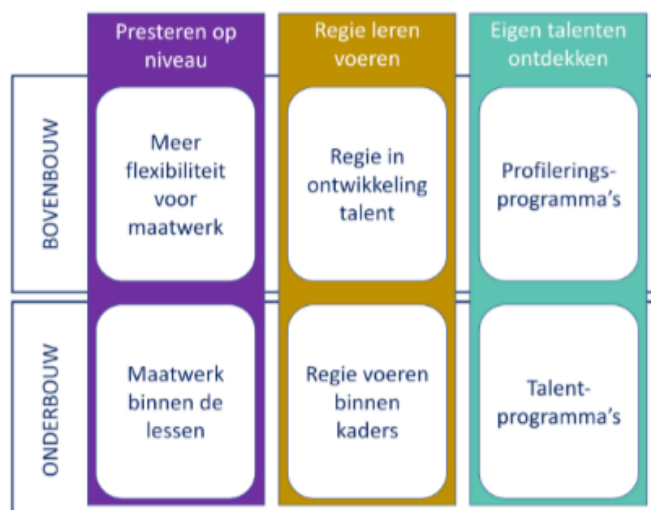 Presteren op
niveau
Regie leren
voeren
Eigen talenten
ontdekken
BOVENBOUW
Meer
flexibiliteit
voor
maatwerk
Regie in
ontwikkeling
talent
Profilerings-
programma's
ONDERBOUW
Maatwerk
binnen de
lessen
Regie voeren
binnen
kaders
Talent-
programma's